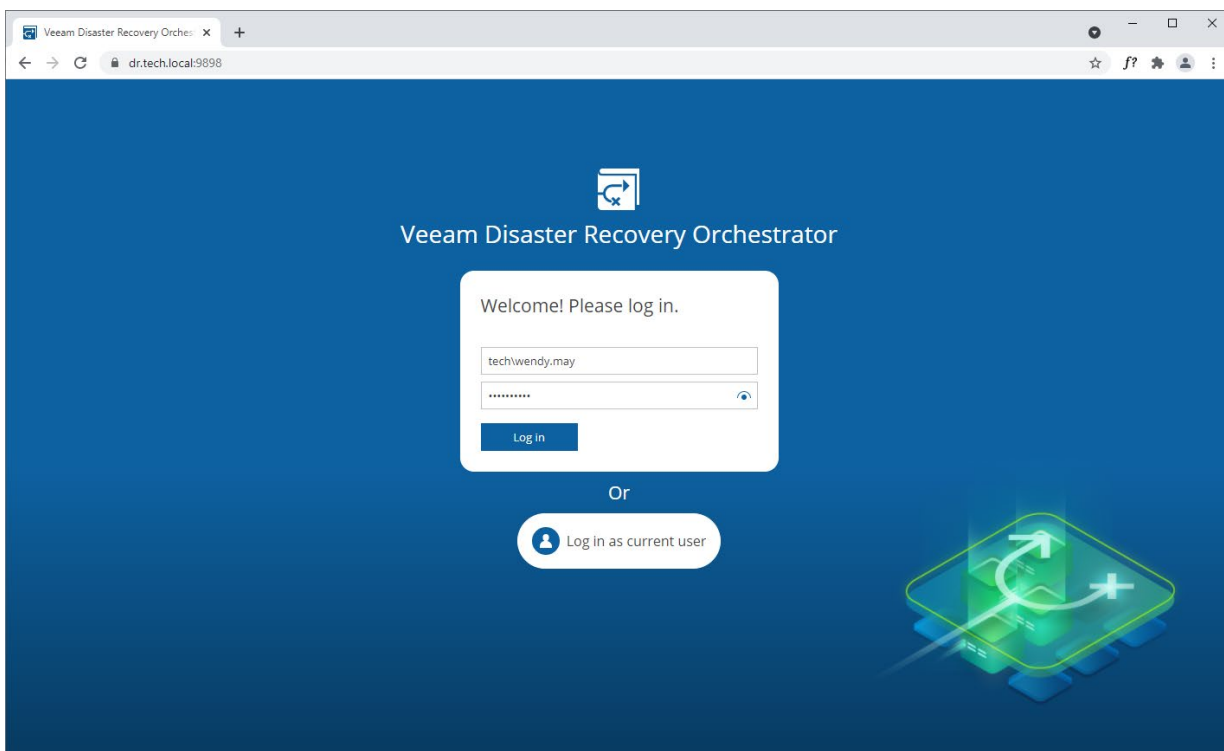 Veeam Disaster Recovery Orches
dr.tech.local:9898
f?
Veeam Disaster Recovery Orchestrator
Welcome! Please log in.
tech\wendy.may
••••••••••
Log in
Or
Log in as current user